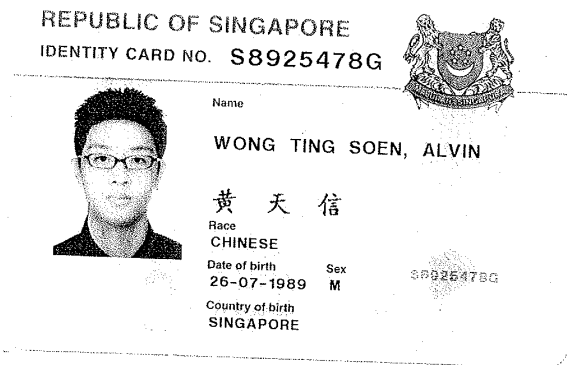 REPUBLIC OF SINGAPORE
IDENTITY CARD NO. S8925478G
Name
WONG TING SOEN, ALVIN
黄天信
Race
CHINESE
Date of birth Sex
26-07-1989 M
S8925478G
Country of birth
SINGAPORE